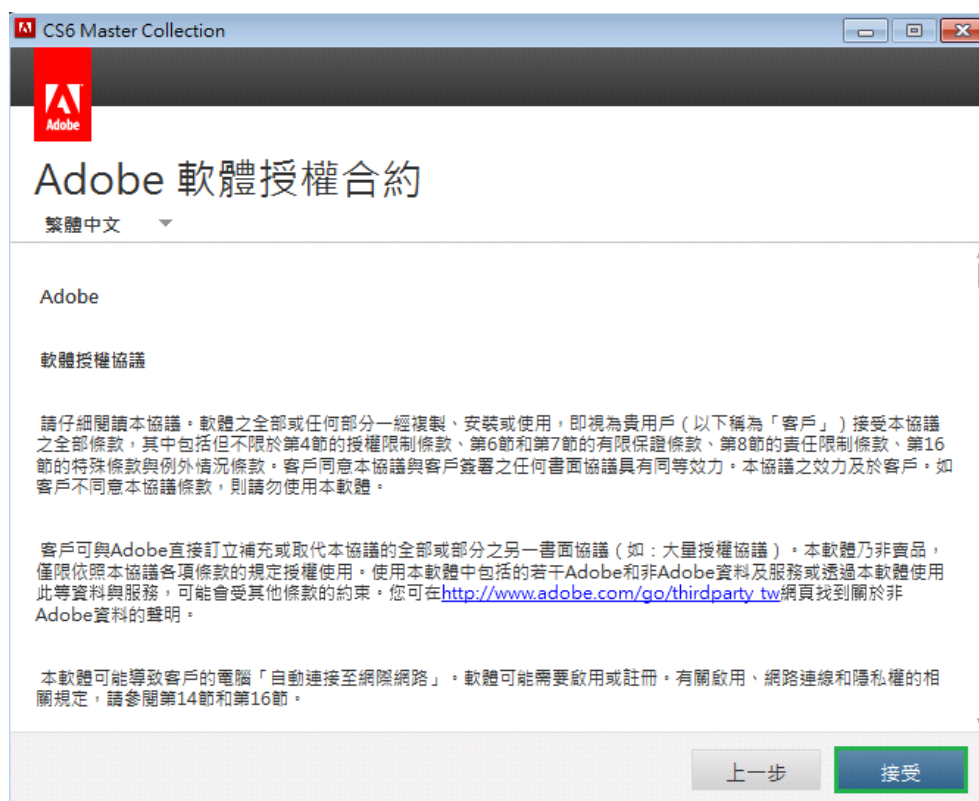 CS6 Master Collection
Adobe
Adobe 軟體授權合約
繁體中文
Adobe
軟體授權協議
請仔細閱讀本協議。軟體之全部或任何部分一經複製、安裝或使用，即視為貴用戶（以下稱為「客戶」）接受本協議
之全部條款，其中包括但不限於第4節的授權限制條款、第6節和第7節的有限保證條款、第8節的責任限制條款、第16
節的特殊條款與例外情況條款。客戶同意本協議與客戶簽署之任何書面協議具有同等效力。本協議之效力及於客戶。如
客戶不同意本協議條款，則請勿使用本軟體。
客戶可與Adobe直接訂立補充或取代本協議的全部或部分之另一書面協議（如：大量授權協議）。本軟體乃非賣品，
僅限依照本協議各項條款的規定授權使用。使用本軟體中包括的若干Adobe和非Adobe資料及服務或透過本軟體使用
此等資料與服務，可能會受其他條款的約束。您可在http://www.adobe.com/go/thirdparty_tw網頁找到關於非
Adobe資料的聲明。
本軟體可能導致客戶的電腦「自動連接至網際網路」。軟體可能需要啟用或註冊。有關啟用、網路連線和隱私權的相
關規定，請參閱第14節和第16節。
上一步
接受